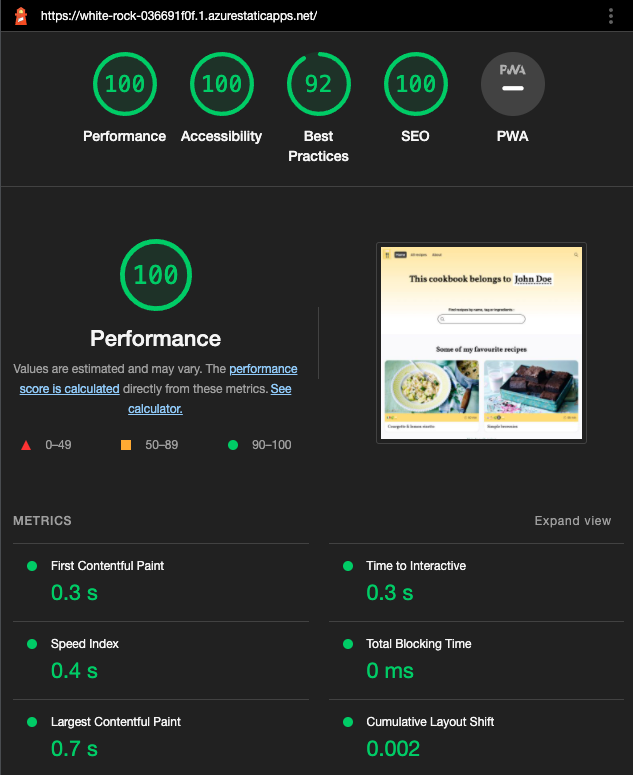 https://white-rock-036691f0f.1.azurestaticapps.net/
100
100
92
100
PWA
Performance
Accessibility
Best
Practices
SEO
PWA
100
Performance
Values are estimated and may vary. The performance
score is calculated directly from these metrics. See
calculator.
0–49
50–89
90–100
Home
All recipes
About
This cookbook belongs to John Doe
Find recipes by name, tag or ingredients :
Some of my favourite recipes
Courgette & lemon risotto
Simple brownies
METRICS
Expand view
First Contentful Paint
0.3 s
Time to Interactive
0.3 s
Speed Index
0.4 s
Total Blocking Time
0 ms
Largest Contentful Paint
0.7 s
Cumulative Layout Shift
0.002